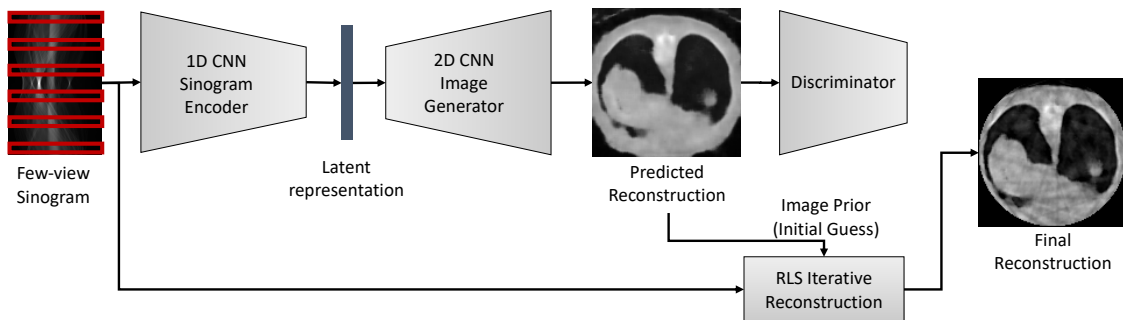 1D CNN
Sinogram
Encoder
2D CNN
Image
Generator
Discriminator
Few-view
Sinogram
Latent
representation
Predicted
Reconstruction
Image Prior
(Initial Guess)
RLS Iterative
Reconstruction
Final
Reconstruction